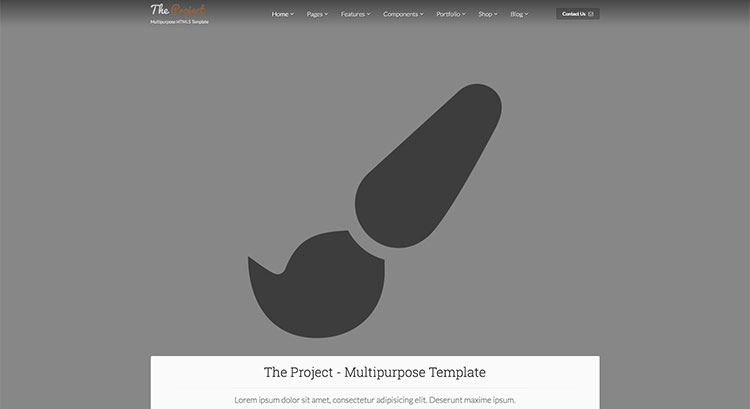 The Project
Multipurpose HTML5 Template
Home Pages Features Components Portfolio Shop Blog Contact Us
The Project - Multipurpose Template
Lorem ipsum dolor sit amet, consectetur adipisicing elit. Deserunt maxime ipsum.